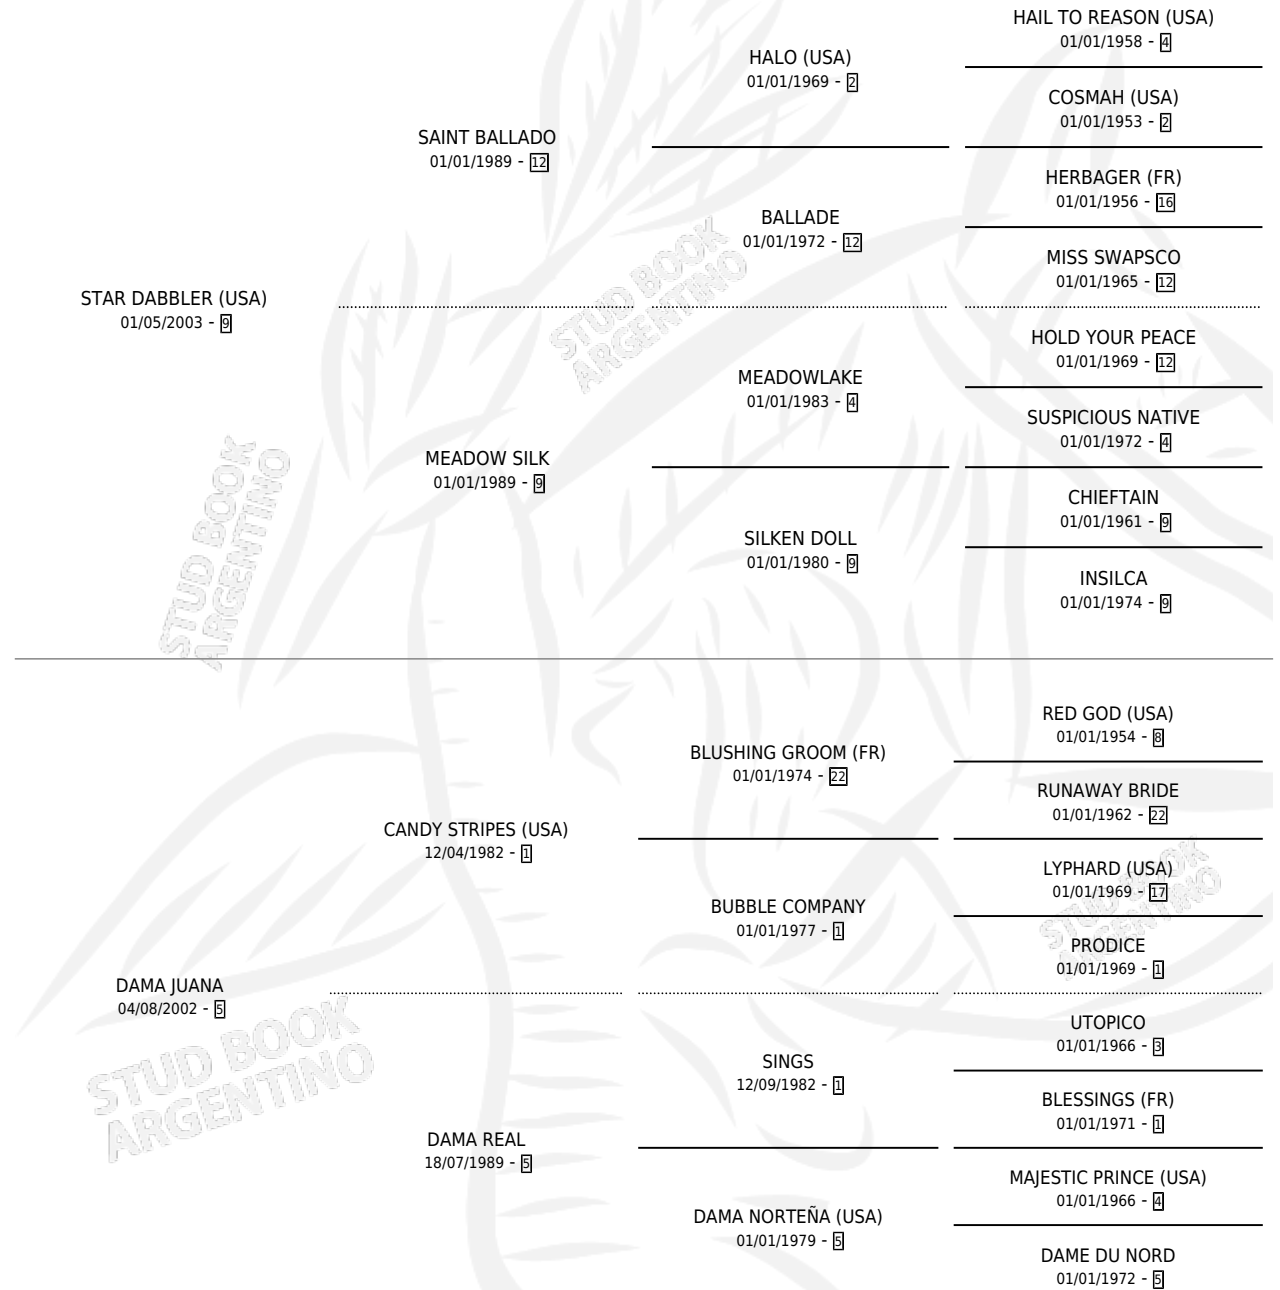 HAIL TO REASON (USA)
01/01/1958 - 4
HALO (USA)
01/01/1969 - 2
COSMAH (USA)
01/01/1953 - 2
SAINT BALLADO
01/01/1989 - 12
HERBAGER (FR)
01/01/1956 - 16
BALLADE
01/01/1972 - 12
MISS SWAPSCO
01/01/1965 - 12
STAR DABBLER (USA)
01/05/2003 - 9
HOLD YOUR PEACE
01/01/1969 - 12
MEADOWLAKE
01/01/1983 - 4
SUSPICIOUS NATIVE
01/01/1972 - 4
MEADOW SILK
01/01/1989 - 9
CHIEFTAIN
01/01/1961 - 9
SILKEN DOLL
01/01/1980 - 9
INSILCA
01/01/1974 - 9
STUD BOOK
ARGENTINO
STUD BOOK
ARGENTINO
RED GOD (USA)
01/01/1954 - 8
BLUSHING GROOM (FR)
01/01/1974 - 22
RUNAWAY BRIDE
01/01/1962 - 22
CANDY STRIPES (USA)
12/04/1982 - 1
LYPHARD (USA)
01/01/1969 - 17
BUBBLE COMPANY
01/01/1977 - 1
PRODICE
01/01/1969 - 1
DAMA JUANA
04/08/2002 - 5
UTOPICO
01/01/1966 - 3
SINGS
12/09/1982 - 1
BLESSINGS (FR)
01/01/1971 - 1
DAMA REAL
18/07/1989 - 5
MAJESTIC PRINCE (USA)
01/01/1966 - 4
DAMA NORTEÑA (USA)
01/01/1979 - 5
DAME DU NORD
01/01/1972 - 5
STUD BOOK
ARGENTINO
STUD BOOK
ARGENTINO